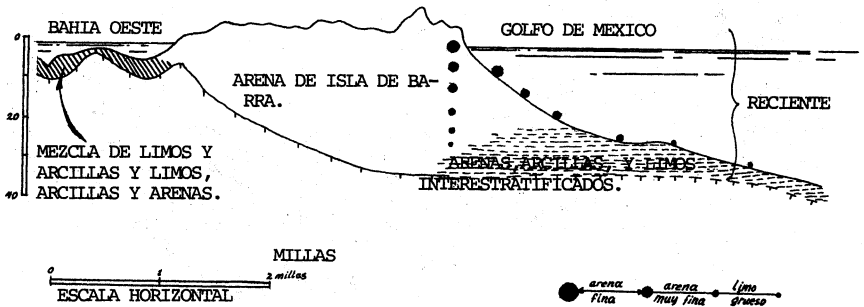 BAHIA OESTE
GOLFO DE MEXICO
0
20
40
ARENA DE ISLA DE BA-
RRA.
RECIENTE
MEZCLA DE LIMOS Y
ARCILLAS Y LIMOS,
ARCILLAS Y ARENAS.
ARENAS, ARCILLAS, Y LIMOS
INTERESTRATIFICADOS.
MILLAS
0 1 2 millas
ESCALA HORIZONTAL
arena fina
arena muy fina
limo grueso